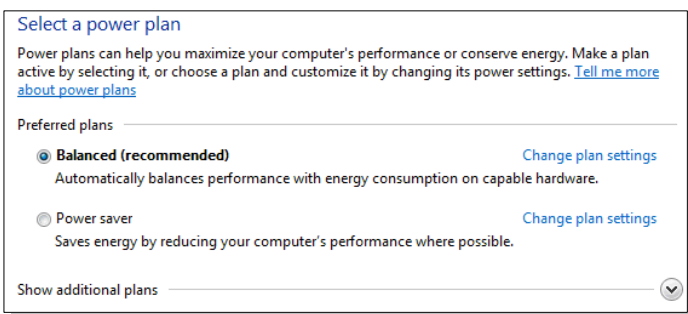 Select a power plan
Power plans can help you maximize your computer's performance or conserve energy. Make a plan
active by selecting it, or choose a plan and customize it by changing its power settings. Tell me more
about power plans
Preferred plans
Balanced (recommended) Change plan settings
Automatically balances performance with energy consumption on capable hardware.
Power saver Change plan settings
Saves energy by reducing your computer's performance where possible.
Show additional plans